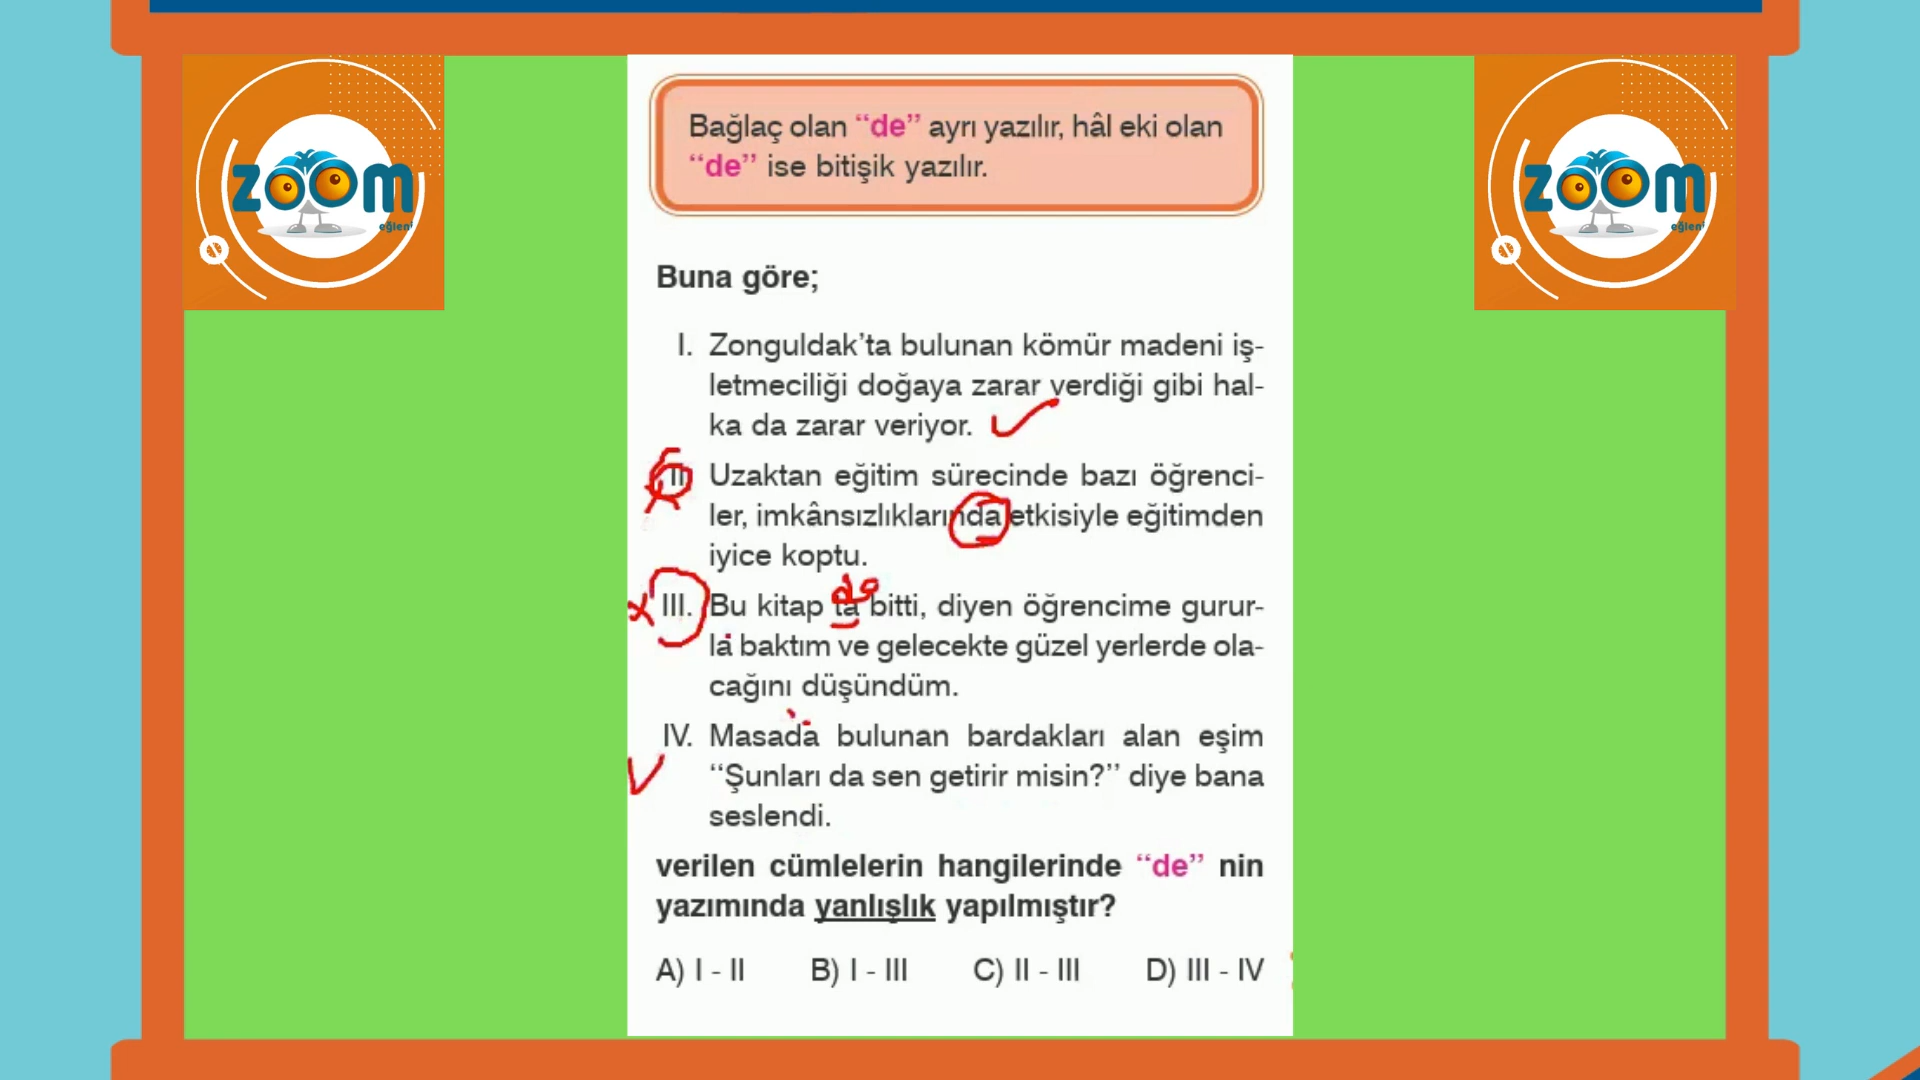 zoom
eğleni
zoom
eğleni
Bağlaç olan “de” ayrı yazılır, hâl eki olan
“de” ise bitişik yazılır.
Buna göre;
I. Zonguldak’ta bulunan kömür madeni iş-
letmeciliği doğaya zarar verdiği gibi hal-
ka da zarar veriyor.
II. Uzaktan eğitim sürecinde bazı öğrenci-
ler, imkânsızlıklarında etkisiyle eğitimden
iyice koptu.
da
III. Bu kitap ta bitti, diyen öğrencime gurur-
la baktım ve gelecekte güzel yerlerde ola-
cağını düşündüm.
IV. Masada bulunan bardakları alan eşim
“Şunları da sen getirir misin?” diye bana
seslendi.
verilen cümlelerin hangilerinde “de” nin
yazımında yanlışlık yapılmıştır?
A) I - II B) I - III C) II - III D) III - IV